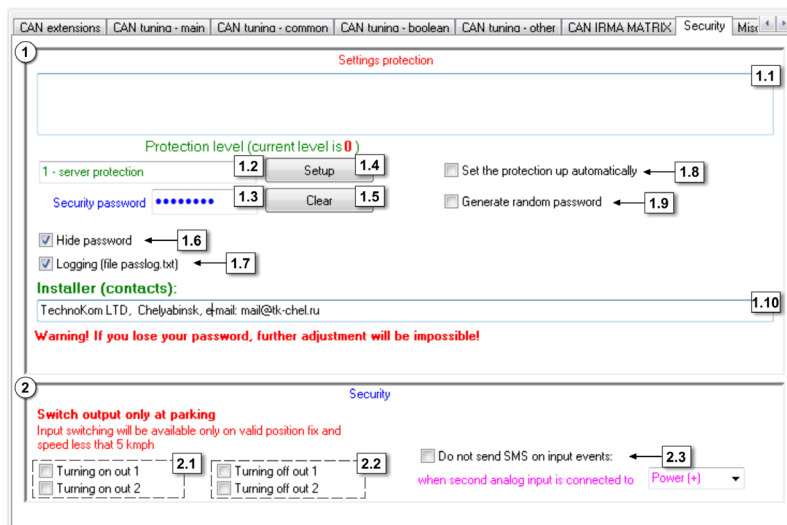 CAN extensions CAN tuning - main CAN tuning - common CAN tuning - boolean CAN tuning - other CAN IRMA MATRIX Security Misc
1
Settings protection
1.1
Protection level (current level is 0 )
1 - server protection 1.2 Setup 1.4
Set the protection up automatically 1.8
Security password 1.3 Clear 1.5
Generate random password 1.9
Hide password 1.6
Logging (file passlog.txt) 1.7
Installer (contacts):
TechnoKom LTD, Chelyabinsk, e-mail: mail@tk-chel.ru 1.10
Warning! If you lose your password, further adjustment will be impossible!
2
Security
Switch output only at parking
Input switching will be available only on valid position fix and
speed less that 5 kmph
Turning on out 1 2.1
Turning on out 2
Turning off out 1 2.2
Turning off out 2
Do not send SMS on input events: 2.3
when second analog input is connected to Power (+)